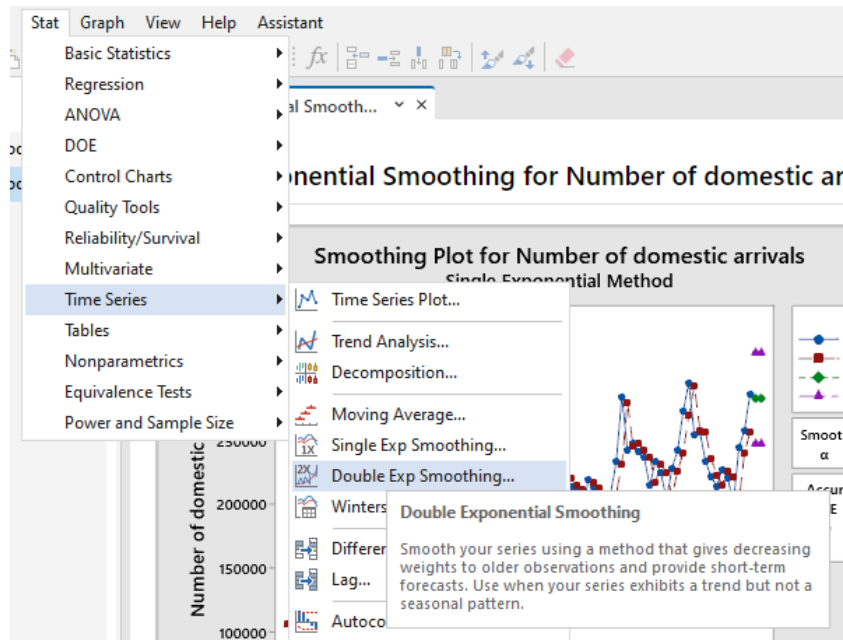 Stat Graph View Help Assistant
Basic Statistics
Regression
ANOVA
DOE
Control Charts
Quality Tools
Reliability/Survival
Multivariate
Time Series
Tables
Nonparametrics
Equivalence Tests
Power and Sample Size
fx
al Smooth...
onential Smoothing for Number of domestic ar
Smoothing Plot for Number of domestic arrivals
Single Exponential Method
Time Series Plot...
Trend Analysis...
Decomposition...
Moving Average...
1X Single Exp Smoothing...
2X Double Exp Smoothing...
Winters
Differen
Lag...
Autoco
Double Exponential Smoothing
Smooth your series using a method that gives decreasing
weights to older observations and provide short-term
forecasts. Use when your series exhibits a trend but not a
seasonal pattern.
Smoot
α
Accur
E
Number of domestic
250000
200000
150000
100000